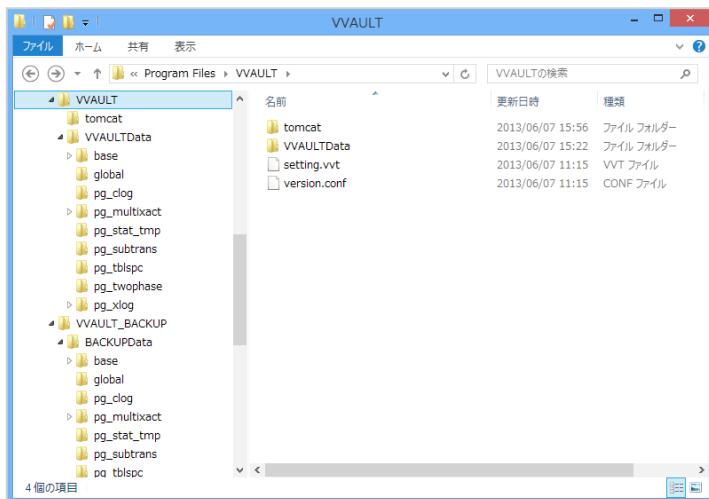 VVAULT
ファイル ホーム 共有 表示
« Program Files VVAULT
VVAULTの検索
VVAULT
tomcat
VVAULTData
base
global
pg_clog
pg_multixact
pg_stat_tmp
pg_subtrans
pg_tblspc
pg_twophase
pg_xlog
VVAULT_BACKUP
BACKUPData
base
global
pg_clog
pg_multixact
pg_stat_tmp
pg_subtrans
pg_tblspc
名前 更新日時 種類
tomcat 2013/06/07 15:56 ファイル フォルダー
VVAULTData 2013/06/07 15:22 ファイル フォルダー
setting.vvt 2013/06/07 11:15 VVT ファイル
version.conf 2013/06/07 11:15 CONF ファイル
4 個の項目